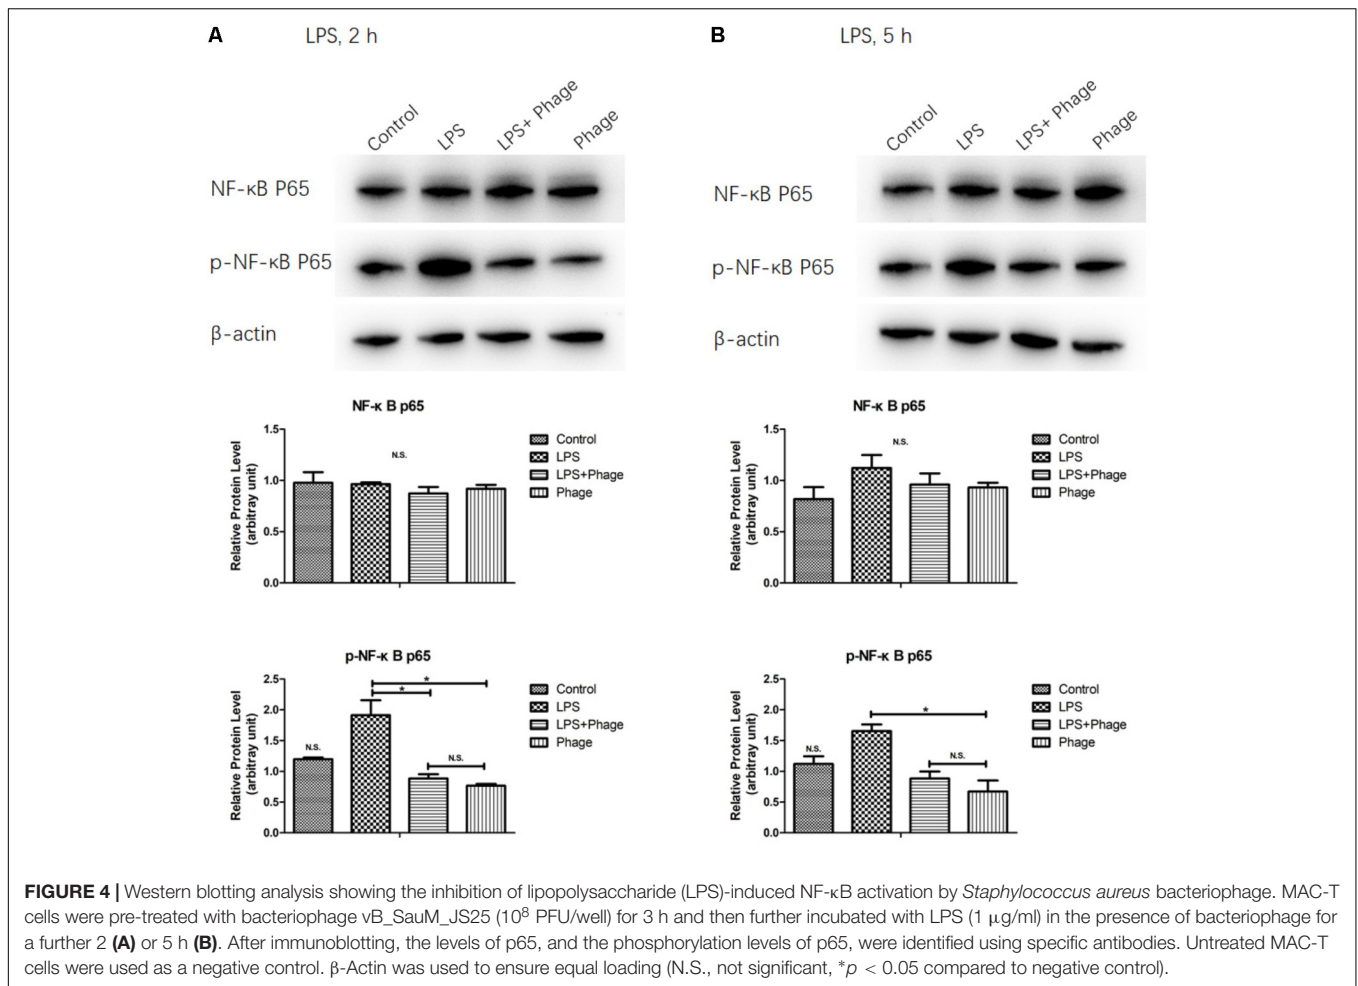 A LPS, 2 h
Control LPS LPS+ Phage Phage
NF-κB P65
p-NF-κB P65
β-actin
NF-κ B p65
Relative Protein Level
(arbitray unit)
1.5
1.0
0.5
0.0
N.S.
Control
LPS
LPS+Phage
Phage
p-NF-κ B p65
Relative Protein Level
(arbitray unit)
2.5
2.0
1.5
1.0
0.5
0.0
N.S.
*
*
N.S.
Control
LPS
LPS+Phage
Phage
B LPS, 5 h
Control LPS LPS+ Phage Phage
NF-κB P65
p-NF-κB P65
β-actin
NF-κ B p65
Relative Protein Level
(arbitray unit)
1.5
1.0
0.5
0.0
N.S.
Control
LPS
LPS+Phage
Phage
p-NF-κ B p65
Relative Protein Level
(arbitray unit)
2.5
2.0
1.5
1.0
0.5
0.0
N.S.
*
N.S.
Control
LPS
LPS+Phage
Phage
FIGURE 4 | Western blotting analysis showing the inhibition of lipopolysaccharide (LPS)-induced NF-κB activation by Staphylococcus aureus bacteriophage. MAC-T
cells were pre-treated with bacteriophage vB_SauM_JS25 (10⁸ PFU/well) for 3 h and then further incubated with LPS (1 μg/ml) in the presence of bacteriophage for
a further 2 (A) or 5 h (B). After immunoblotting, the levels of p65, and the phosphorylation levels of p65, were identified using specific antibodies. Untreated MAC-T
cells were used as a negative control. β-Actin was used to ensure equal loading (N.S., not significant, *p < 0.05 compared to negative control).